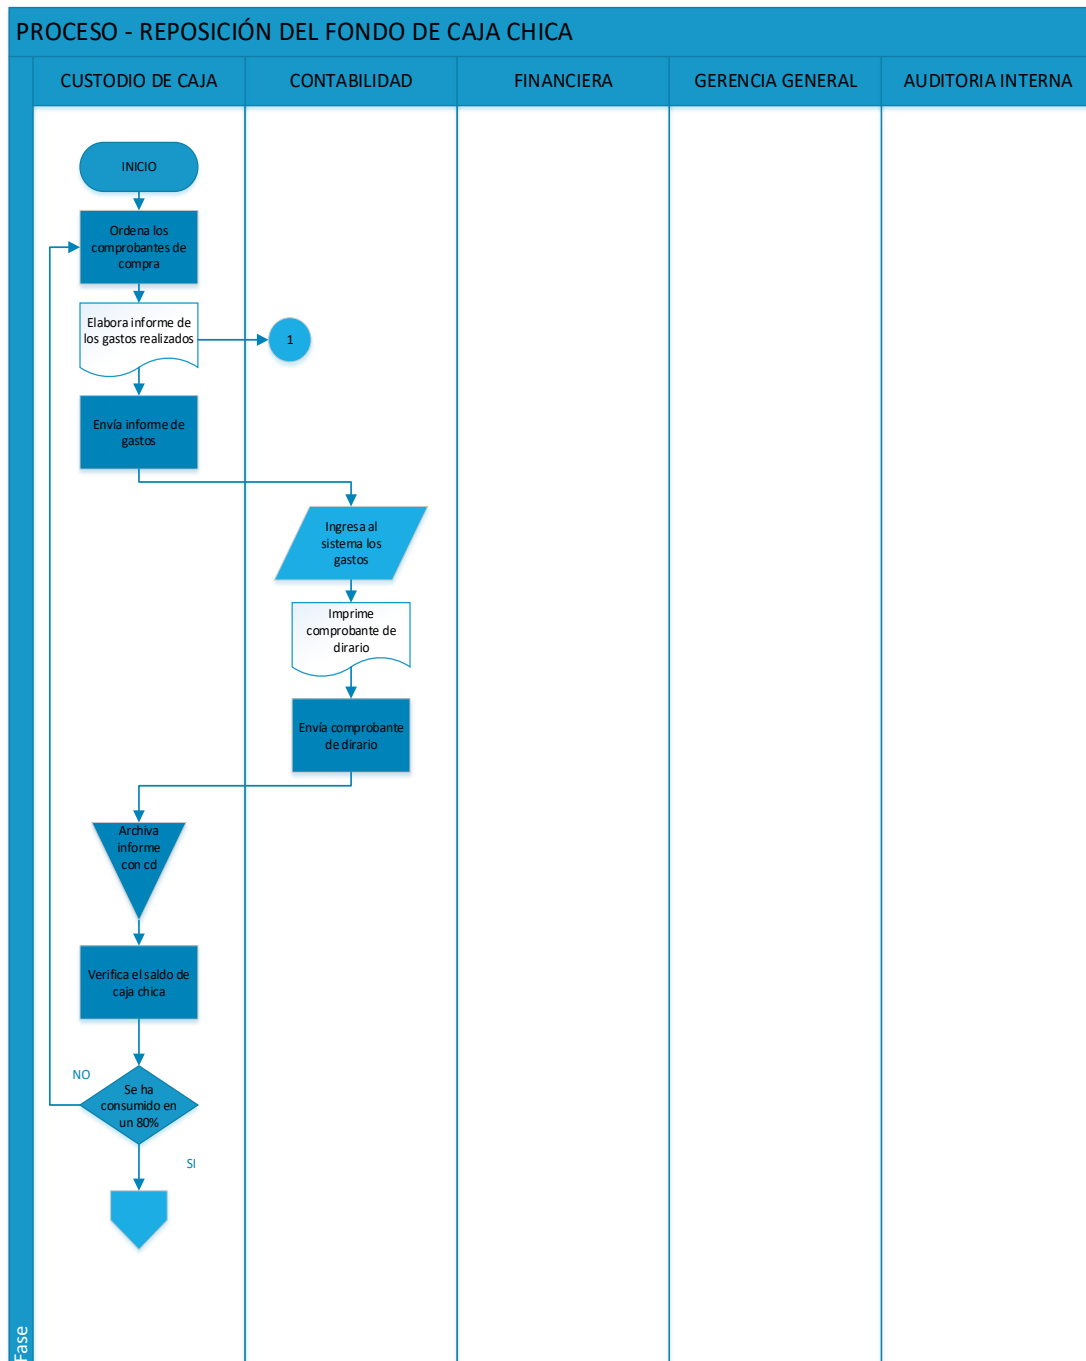 PROCESO - REPOSICIÓN DEL FONDO DE CAJA CHICA
CUSTODIO DE CAJA
CONTABILIDAD
FINANCIERA
GERENCIA GENERAL
AUDITORIA INTERNA
INICIO
Ordena los
comprobantes de
compra
Elabora informe de
los gastos realizados
1
Envía informe de
gastos
Ingresa al
sistema los
gastos
Imprime
comprobante de
dirario
Envía comprobante
de dirario
Archiva
informe
con cd
Verifica el saldo de
caja chica
NO
Se ha
consumido en
un 80%
SI
Fase